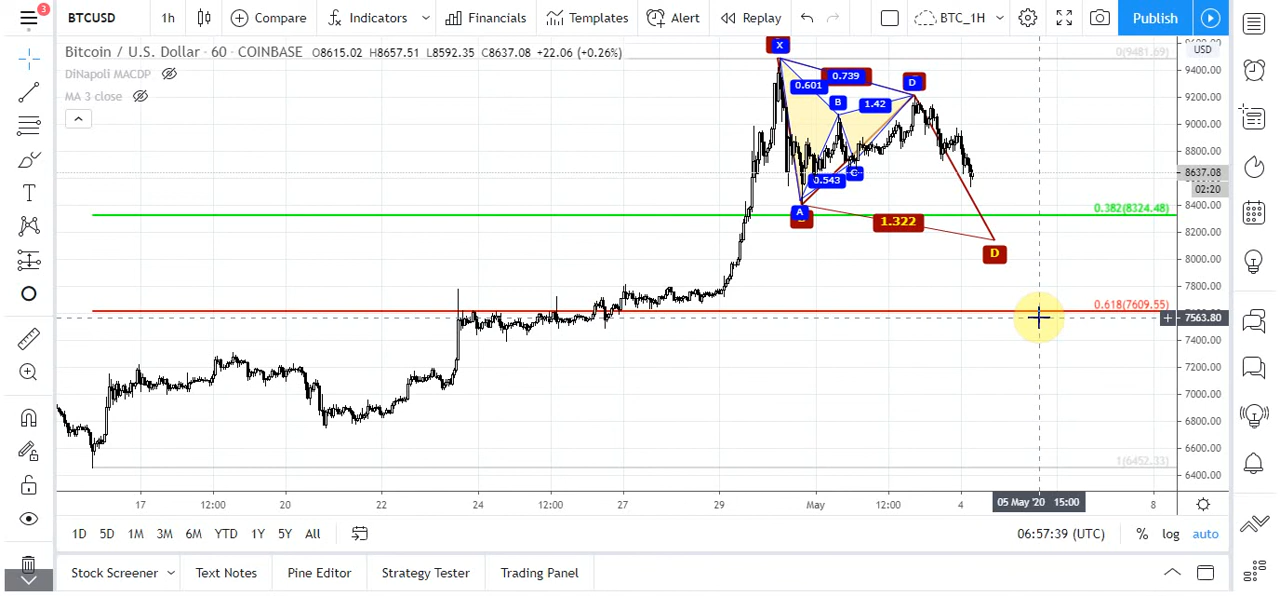 3
BTCUSD 1h Compare Indicators Financials Templates Alert Replay BTC_1H Publish
Bitcoin / U.S. Dollar · 60 · COINBASE O8615.02 H8657.51 L8592.35 C8637.08 +22.06 (+0.26%)
DiNapoli MACDP
MA 3 close
USD
0(9481.69)
9400.00
9200.00
9000.00
8800.00
8637.08
02:20
8400.00
8200.00
8000.00
7800.00
7563.80
7400.00
7200.00
7000.00
6800.00
6600.00
6400.00
X
0.739
0.601
D
B
1.42
C
0.543
A
1.322
D
0.382(8324.48)
0.618(7609.55)
1(6452.33)
17 12:00 20 22 24 12:00 27 29 May 12:00 4 05 May '20 15:00 8
1D 5D 1M 3M 6M YTD 1Y 5Y All 06:57:39 (UTC) % log auto
Stock Screener Text Notes Pine Editor Strategy Tester Trading Panel